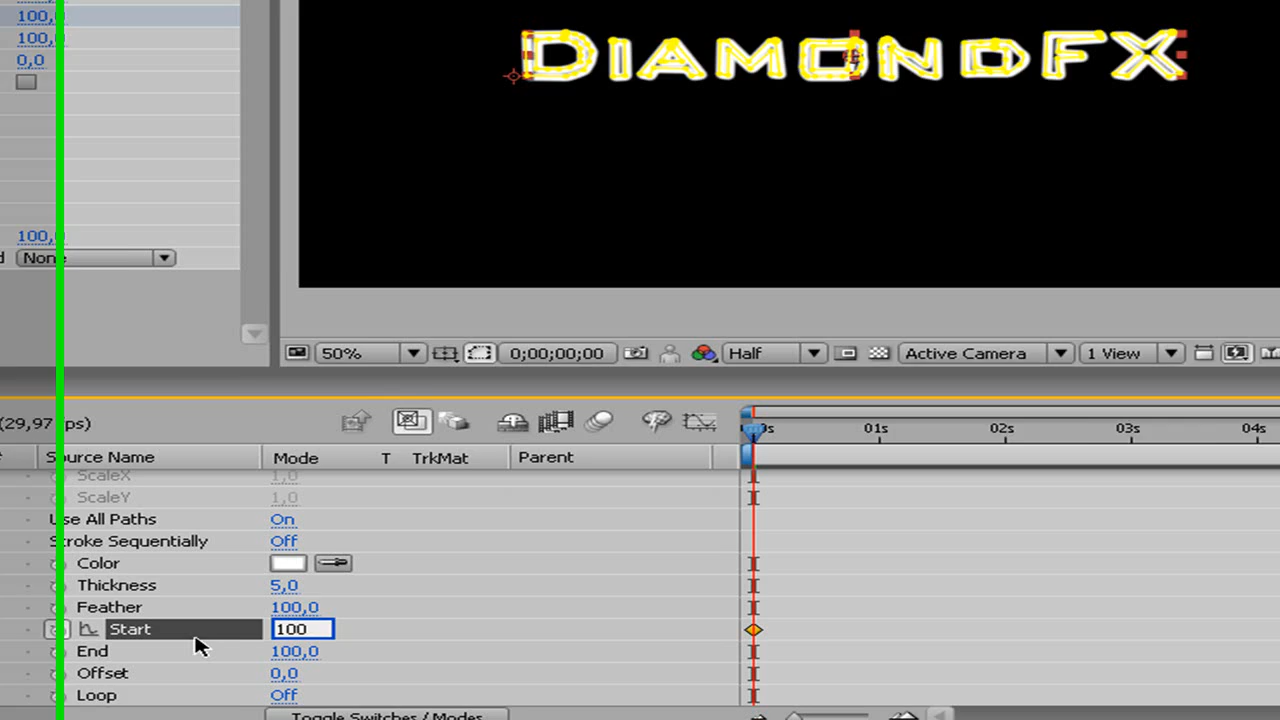 100,0
100,0
0,0
DIAMONDFX
100,
None
50%
0;00;00;00
Half
Active Camera
1 View
(29,97 fps)
01s
02s
03s
04s
Source Name
Mode
T
TrkMat
Parent
ScaleX
1,0
ScaleY
1,0
Use All Paths
On
Stroke Sequentially
Off
Color
Thickness
5,0
Feather
100,0
Start
100
End
100,0
Offset
0,0
Loop
Off
Toggle Switches / Modes